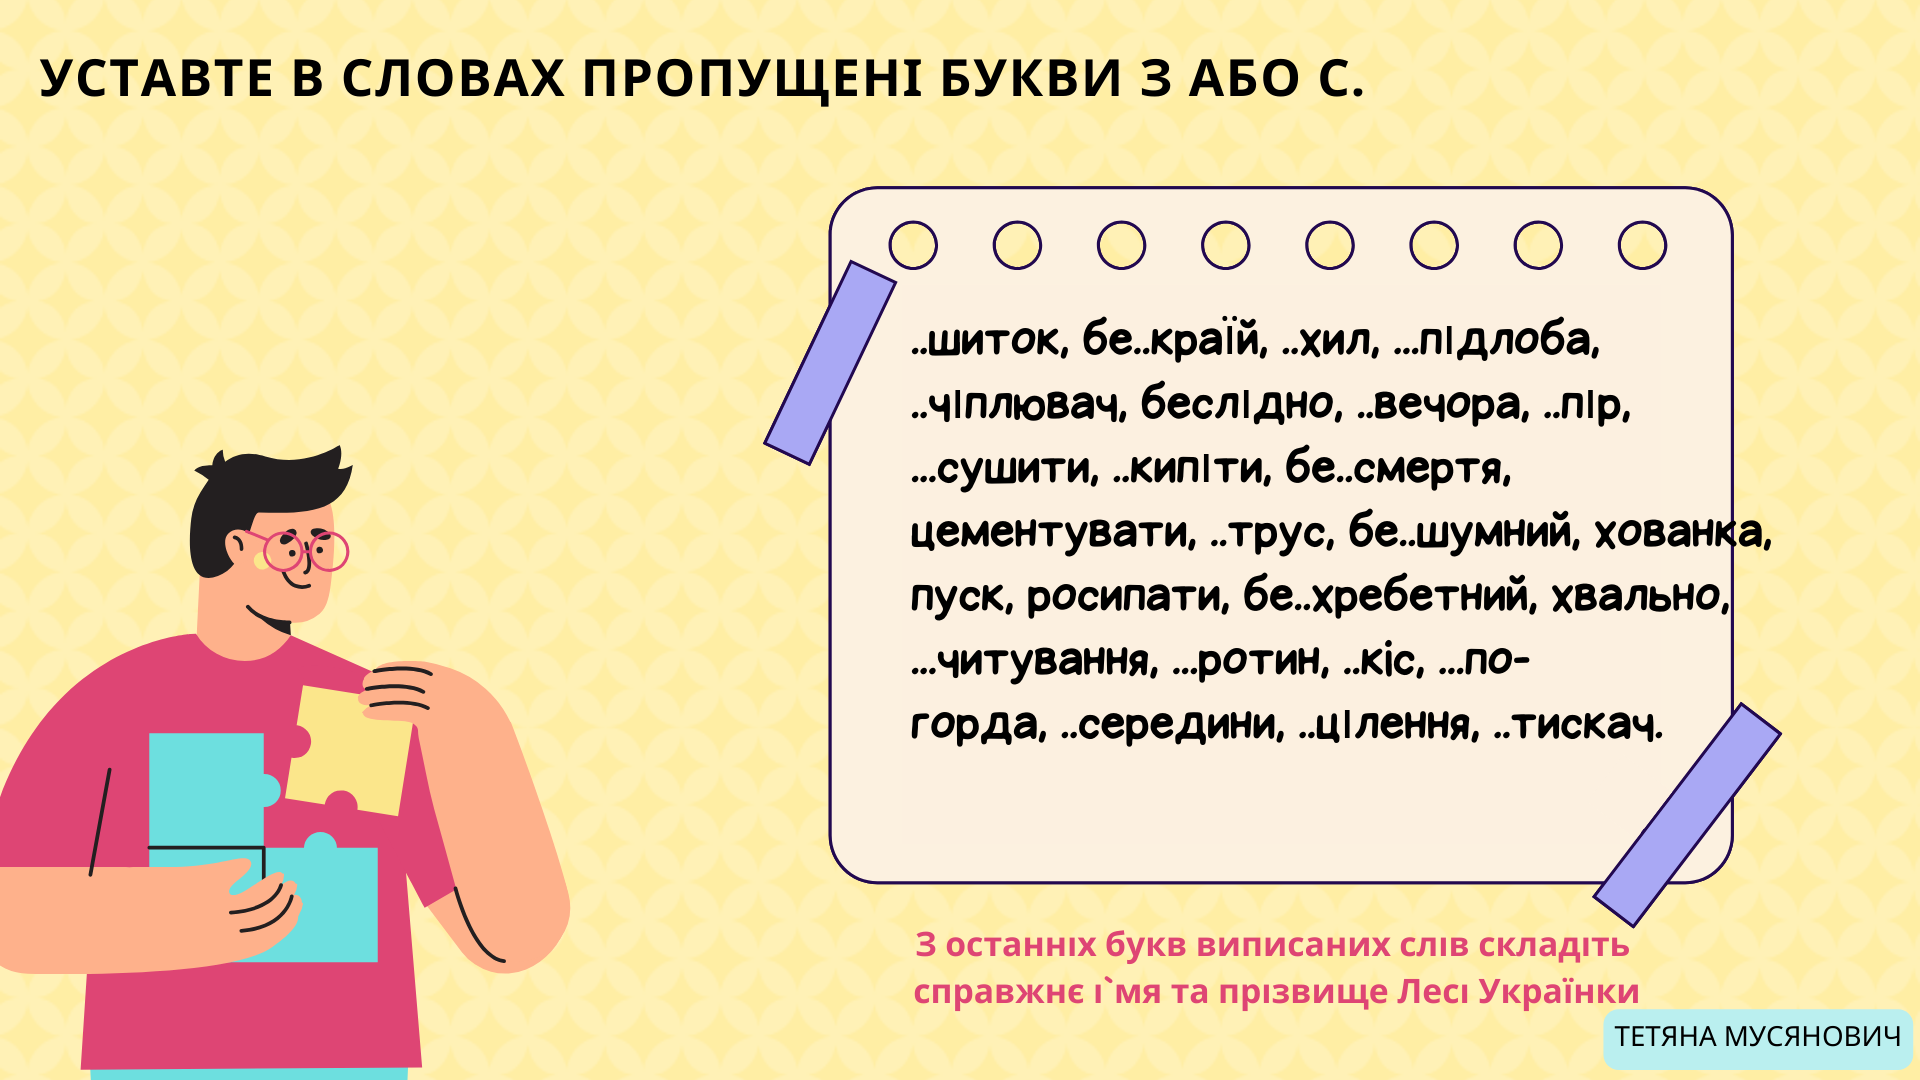 УСТАВТЕ В СЛОВАХ ПРОПУЩЕНІ БУКВИ З АБО С.
..шиток, бе..країй, ..хил, ...підлоба,
..чіплювач, беслідно, ..вечора, ..пір,
...сушити, ..кипіти, бе..смертя,
цементувати, ..трус, бе..шумний, хованка,
пуск, росипати, бе..хребетний, хвально,
...читування, ...ротин, ..кіс, ...по-
горда, ..середини, ..цілення, ..тискач.
З останніх букв виписаних слів складіть
справжнє і`мя та прізвище Лесі Українки
ТЕТЯНА МУСЯНОВИЧ